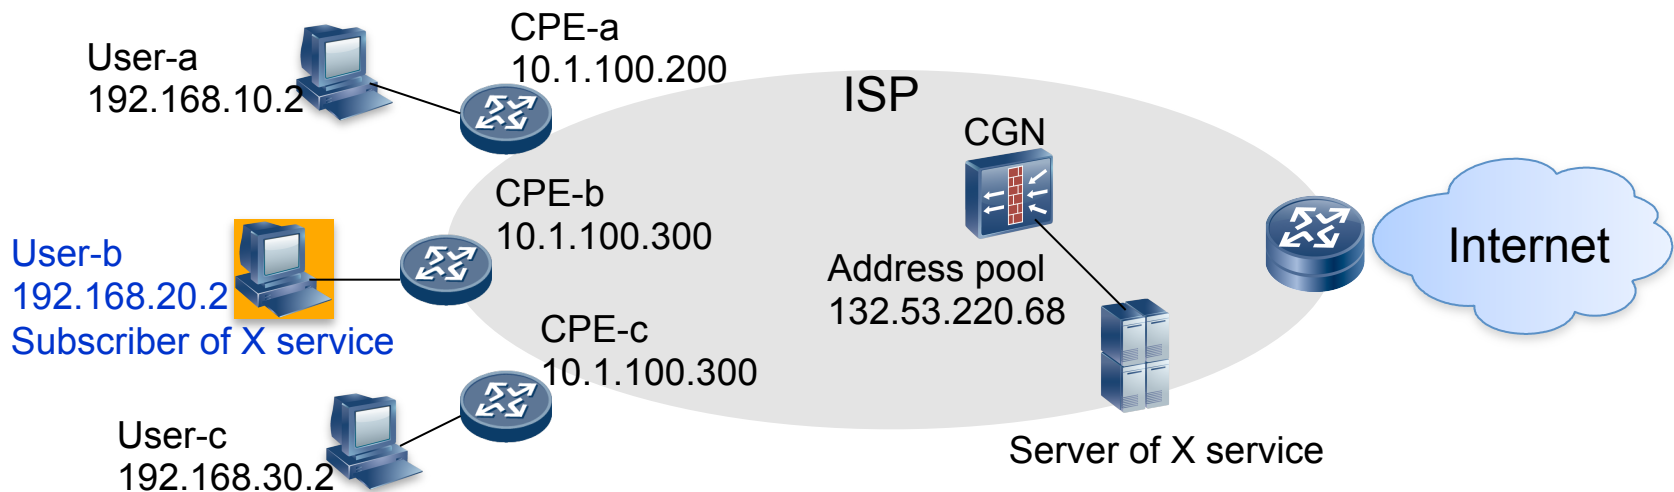 User-a
192.168.10.2
CPE-a
10.1.100.200
ISP
CGN
CPE-b
10.1.100.300
User-b
192.168.20.2
Subscriber of X service
Address pool
132.53.220.68
Internet
CPE-c
10.1.100.300
User-c
192.168.30.2
Server of X service